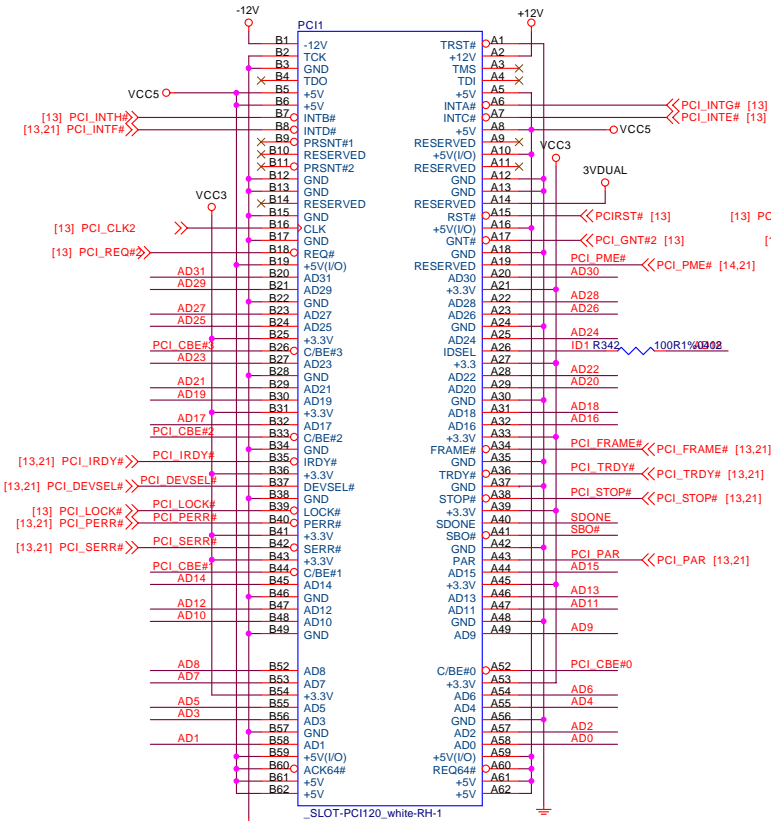 -12V +12V
PCI1
B1 -12V TRST# A1
B2 TCK +12V A2
B3 GND TMS A3
B4 TDO TDI A4
VCC5 B5 +5V +5V A5
B6 +5V INTA# A6 PCI_INTG# [13]
[13] PCI_INTH# B7 INTB# INTC# A7 PCI_INTE# [13]
[13,21] PCI_INTF# B8 INTD# +5V A8 VCC5
B9 PRSNT#1 RESERVED A9
B10 RESERVED +5V(I/O) A10
B11 PRSNT#2 RESERVED A11 VCC3
B12 GND GND A12
B13 GND GND A13 3VDUAL
VCC3 B14 RESERVED RESERVED A14
B15 GND RST# A15 PCIRST# [13] [13] PC
[13] PCI_CLK2 B16 CLK +5V(I/O) A16
B17 GND GNT# A17 PCI_GNT#2 [13]
[13] PCI_REQ#2 B18 REQ# GND A18
B19 +5V(I/O) RESERVED A19 PCI_PME# PCI_PME# [14,21]
AD31 B20 AD31 AD30 A20 AD30
AD29 B21 AD29 +3.3V A21
B22 GND AD28 A22 AD28
AD27 B23 AD27 AD26 A23 AD26
AD25 B24 AD25 GND A24
B25 +3.3V AD24 A25 AD24
PCI_CBE#3 B26 C/BE#3 IDSEL A26 ID1 R342 100R1%0402
AD23 B27 AD23 +3.3 A27
B28 GND AD22 A28 AD22
AD21 B29 AD21 AD20 A29 AD20
AD19 B30 AD19 GND A30
B31 +3.3V AD18 A31 AD18
AD17 B32 AD17 AD16 A32 AD16
PCI_CBE#2 B33 C/BE#2 +3.3V A33
B34 GND FRAME# A34 PCI_FRAME# PCI_FRAME# [13,21]
[13,21] PCI_IRDY# PCI_IRDY# B35 IRDY# GND A35
B36 +3.3V TRDY# A36 PCI_TRDY# PCI_TRDY# [13,21]
[13,21] PCI_DEVSEL# PCI_DEVSEL# B37 DEVSEL# GND A37
B38 GND STOP# A38 PCI_STOP# PCI_STOP# [13,21]
[13] PCI_LOCK# PCI_LOCK# B39 LOCK# +3.3V A39
[13,21] PCI_PERR# PCI_PERR# B40 PERR# SDONE A40 SDONE
B41 +3.3V SBO# A41 SBO#
[13,21] PCI_SERR# PCI_SERR# B42 SERR# GND A42
B43 +3.3V PAR A43 PCI_PAR PCI_PAR [13,21]
PCI_CBE#1 B44 C/BE#1 AD15 A44 AD15
AD14 B45 AD14 +3.3V A45
B46 GND AD13 A46 AD13
AD12 B47 AD12 AD11 A47 AD11
AD10 B48 AD10 GND A48
B49 GND AD9 A49 AD9
AD8 B52 AD8 C/BE#0 A52 PCI_CBE#0
AD7 B53 AD7 +3.3V A53
B54 +3.3V AD6 A54 AD6
AD5 B55 AD5 AD4 A55 AD4
AD3 B56 AD3 GND A56
B57 GND AD2 A57 AD2
AD1 B58 AD1 AD0 A58 AD0
B59 +5V(I/O) +5V(I/O) A59
B60 ACK64# REQ64# A60
B61 +5V +5V A61
B62 +5V +5V A62
_SLOT-PCI120_white-RH-1